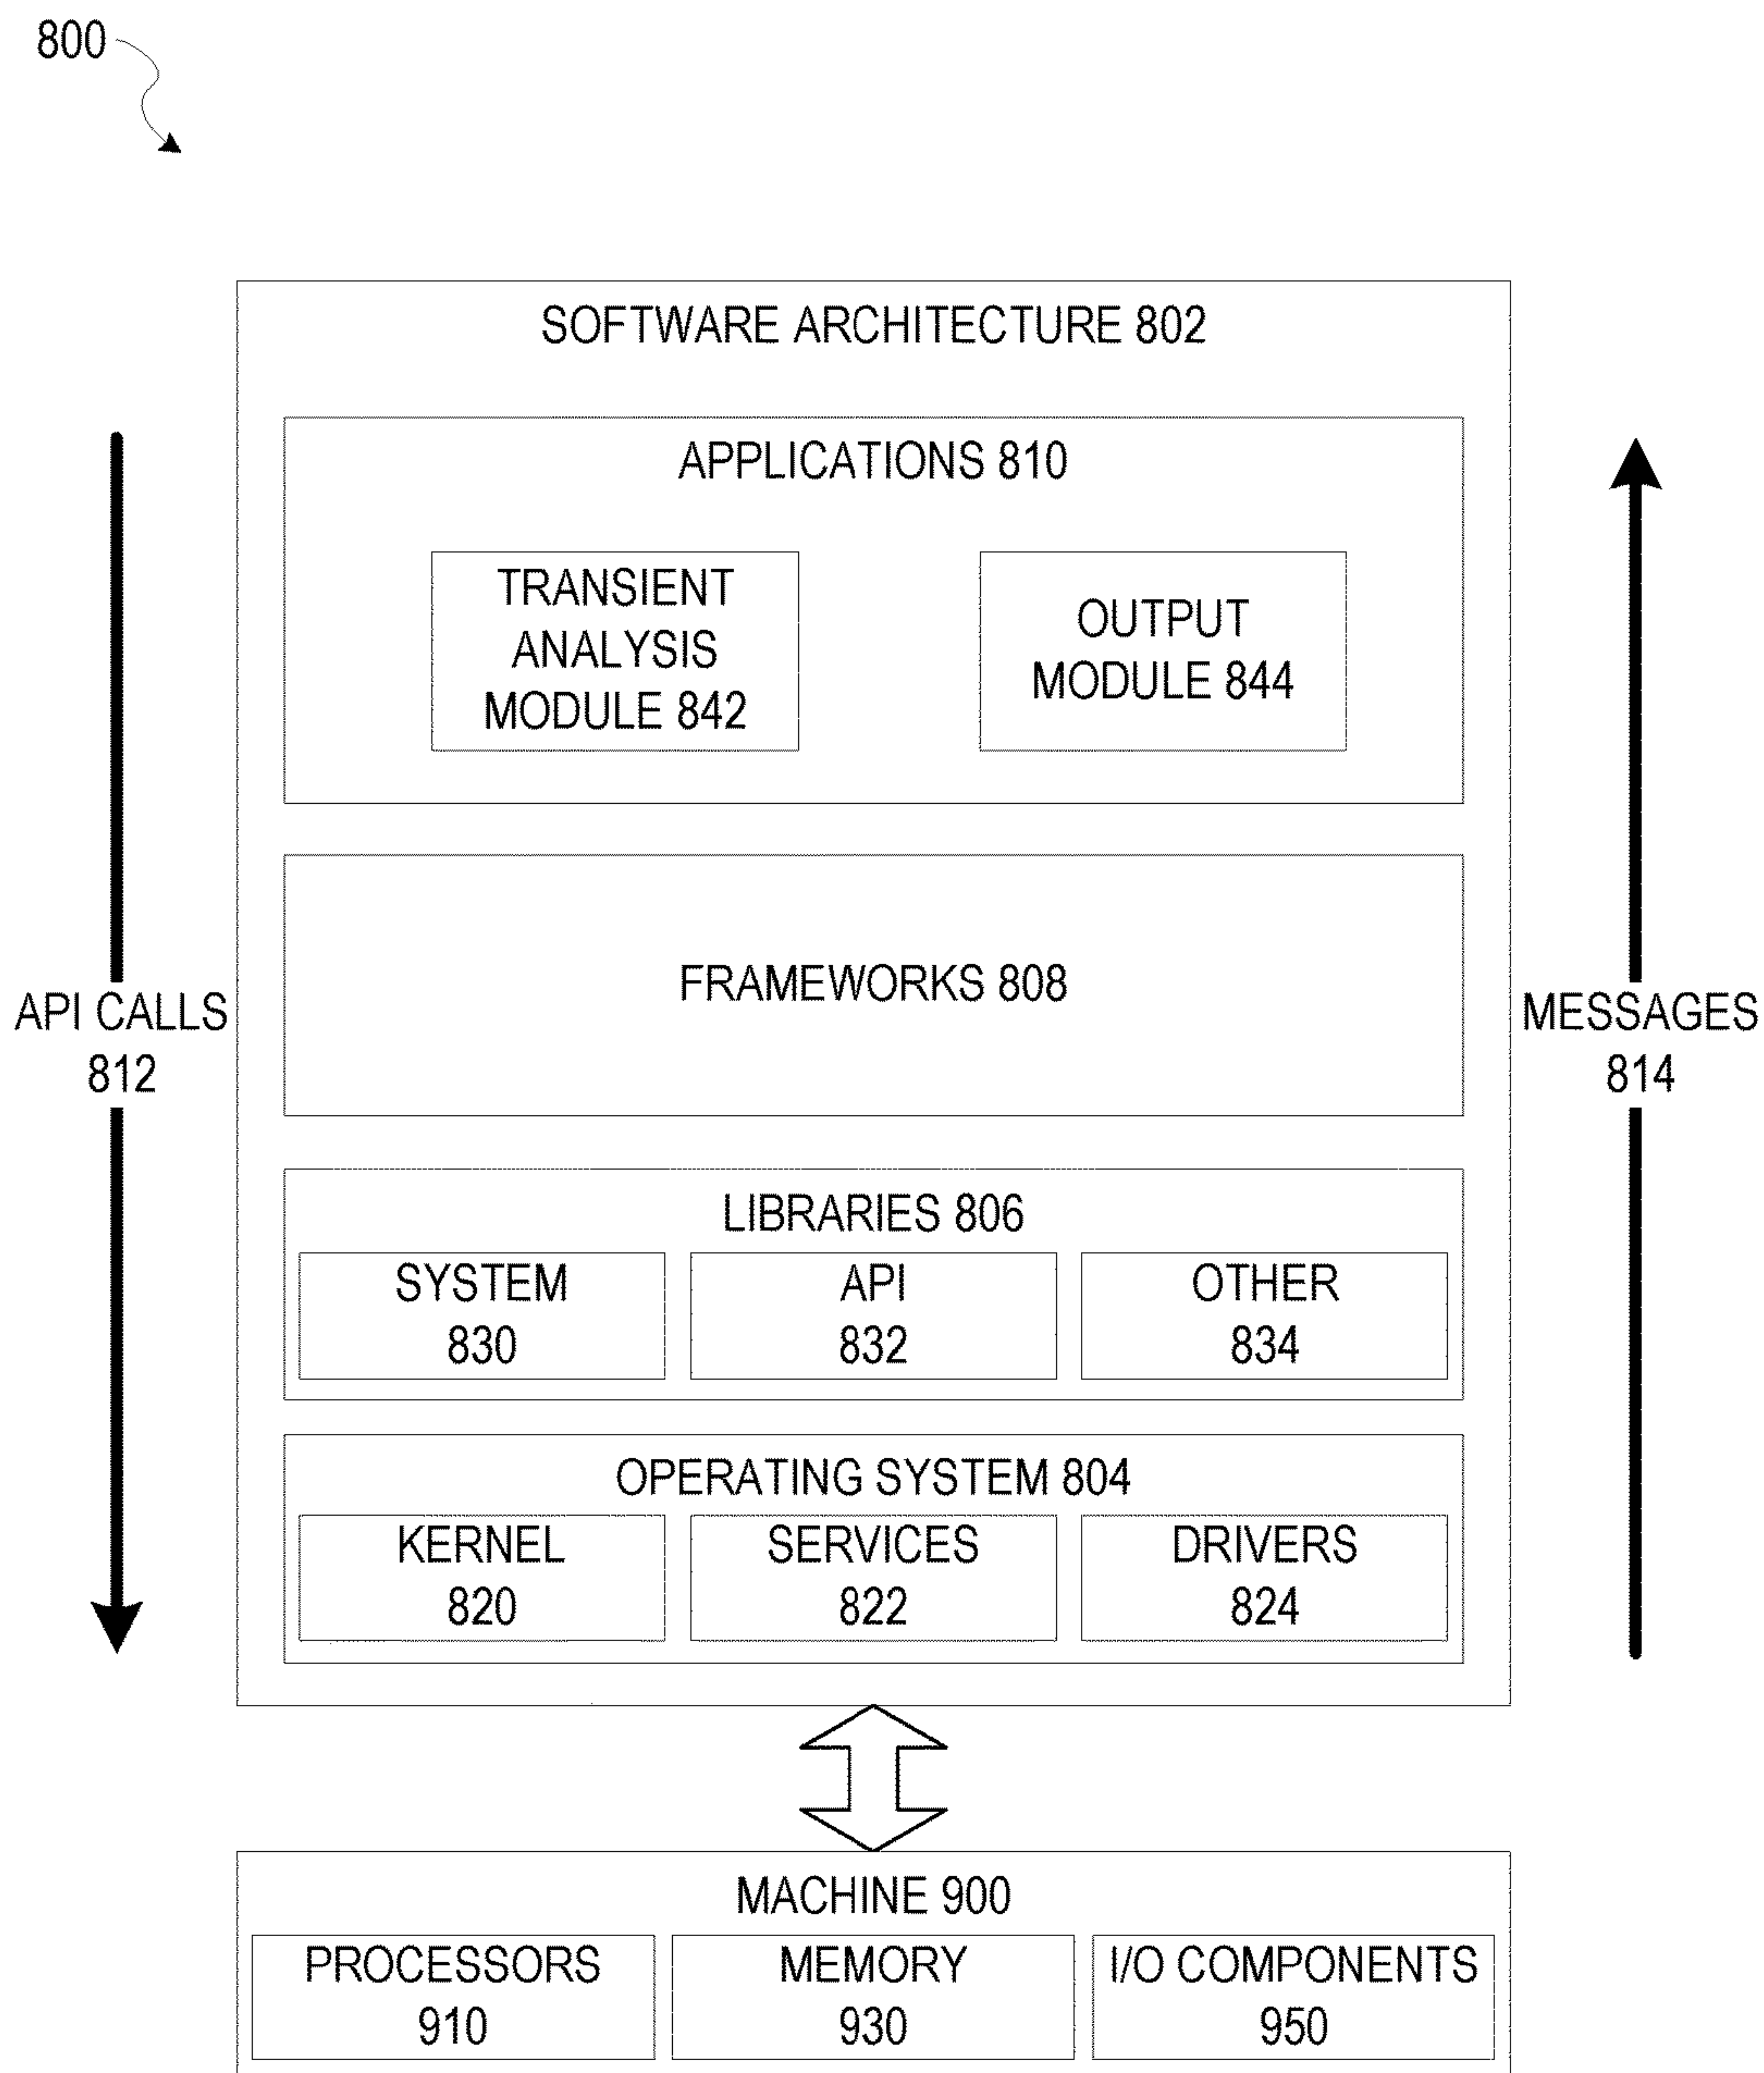 800
SOFTWARE ARCHITECTURE 802
APPLICATIONS 810
TRANSIENT
ANALYSIS
MODULE 842
OUTPUT
MODULE 844
API CALLS
812
FRAMEWORKS 808
MESSAGES
814
LIBRARIES 806
SYSTEM
830
API
832
OTHER
834
OPERATING SYSTEM 804
KERNEL
820
SERVICES
822
DRIVERS
824
MACHINE 900
PROCESSORS
910
MEMORY
930
I/O COMPONENTS
950